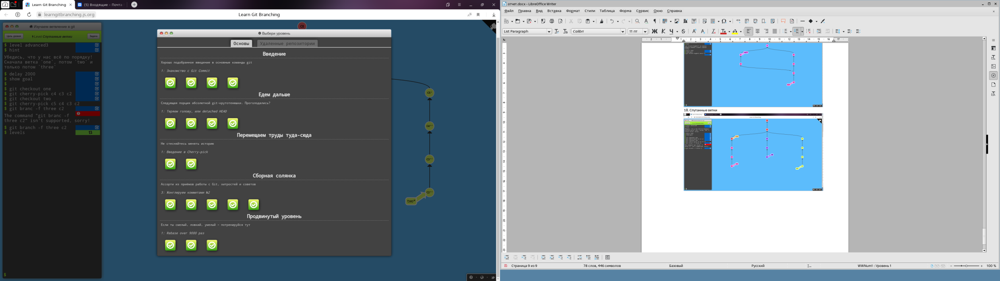 Learn Git Branching
(5) Входящие – Почта
learngitbranching.js.org
Learn Git Branching
Изучаем ветвление в git
Цель уровня
Level Спутанные ветки
Задача
$ level advanced3
$ hint
Убедись, что у нас всё по порядку!
Сначала ветка `one`, потом `two` и
только потом `three`
$ delay 2000
$ show goal
$
$ git checkout one
$ git cherry-pick c4 c3 c2
$ git checkout two
$ git cherry-pick c5 c4 c3 c2
$ git branc -f three c2
The command "git branc -f
three c2" isn't supported, sorry!
$ git branch -f three c2
$ levels
$
Выбери уровень
Основы
Удаленные репозитории
Введение
Хорошо подобранное введение в основные команды git
1: Знакомство с Git Commit
Едем дальше
Следующая порция абсолютной git-крутотенюшки. Проголодались?
1: Теряем голову, или detached HEAD
Перемещаем труды туда-сюда
Не стесняйтесь менять историю
1: Введение в Cherry-pick
Сборная солянка
Ассорти из приёмов работы с Git, хитростей и советов
3: Жонглируем коммитами №2
Продвинутый уровень
Если ты смелый, ловкий, умелый – потренируйся тут
1: Rebase over 9000 раз
C0
C5'
C4''
C3''
C2''
two*
отчет.docx – LibreOffice Writer
Файл Правка Вид Вставка Формат Стили Таблица Форма Сервис Окно Справка
List Paragraph
Calibri
11 пт
Ж К Ч
18. Спутанные ветки
Страница 9 из 9
78 слов, 446 символов
Базовый
Русский
WWNum1 : Уровень 1
100 %